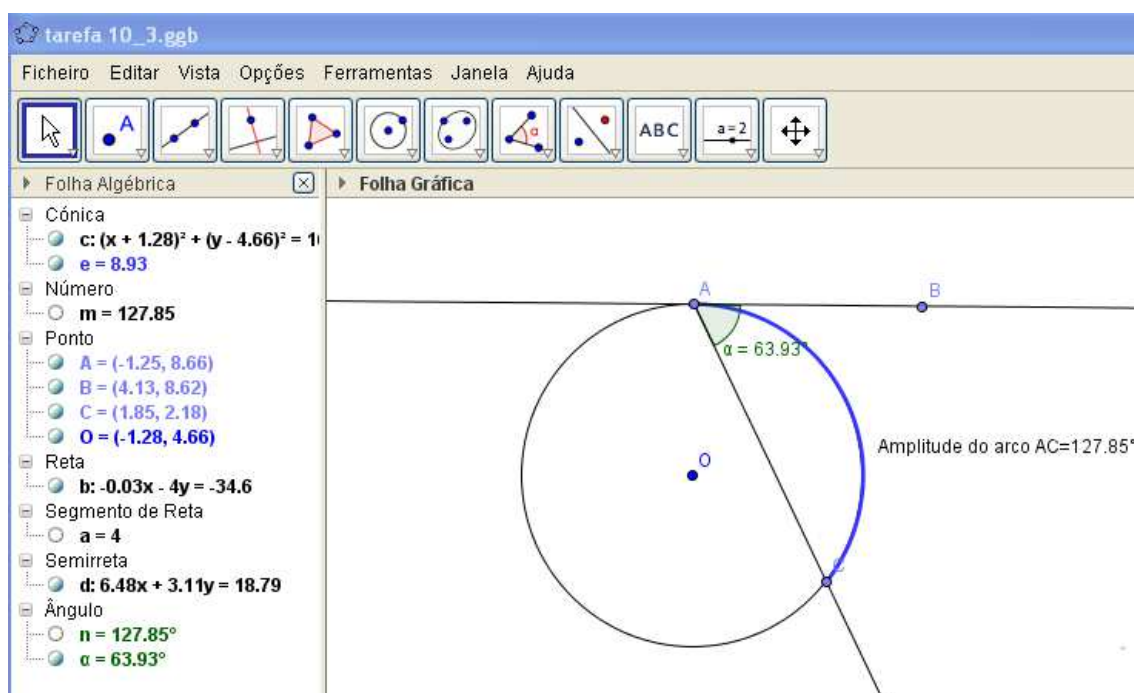 tarefa 10_3.ggb
Ficheiro Editar Vista Opções Ferramentas Janela Ajuda
A
α
ABC
a=2
Folha Algébrica
Folha Gráfica
Cónica
c: (x + 1.28)² + (y - 4.66)² = 1
e = 8.93
Número
m = 127.85
Ponto
A = (-1.25, 8.66)
B = (4.13, 8.62)
C = (1.85, 2.18)
O = (-1.28, 4.66)
Reta
b: -0.03x - 4y = -34.6
Segmento de Reta
a = 4
Semirreta
d: 6.48x + 3.11y = 18.79
Ângulo
n = 127.85°
α = 63.93°
A
B
α = 63.93°
Amplitude do arco AC=127.85°
O
C